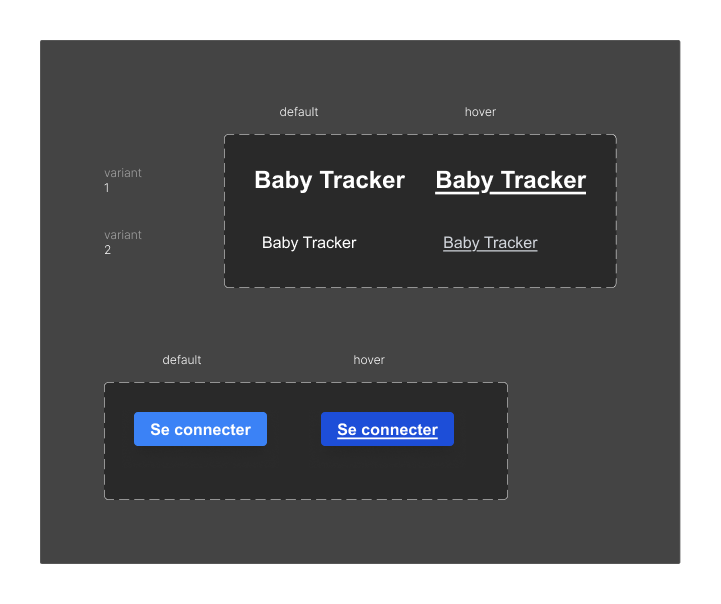 default
hover
variant
1
Baby Tracker
Baby Tracker
variant
2
Baby Tracker
Baby Tracker
default
hover
Se connecter
Se connecter